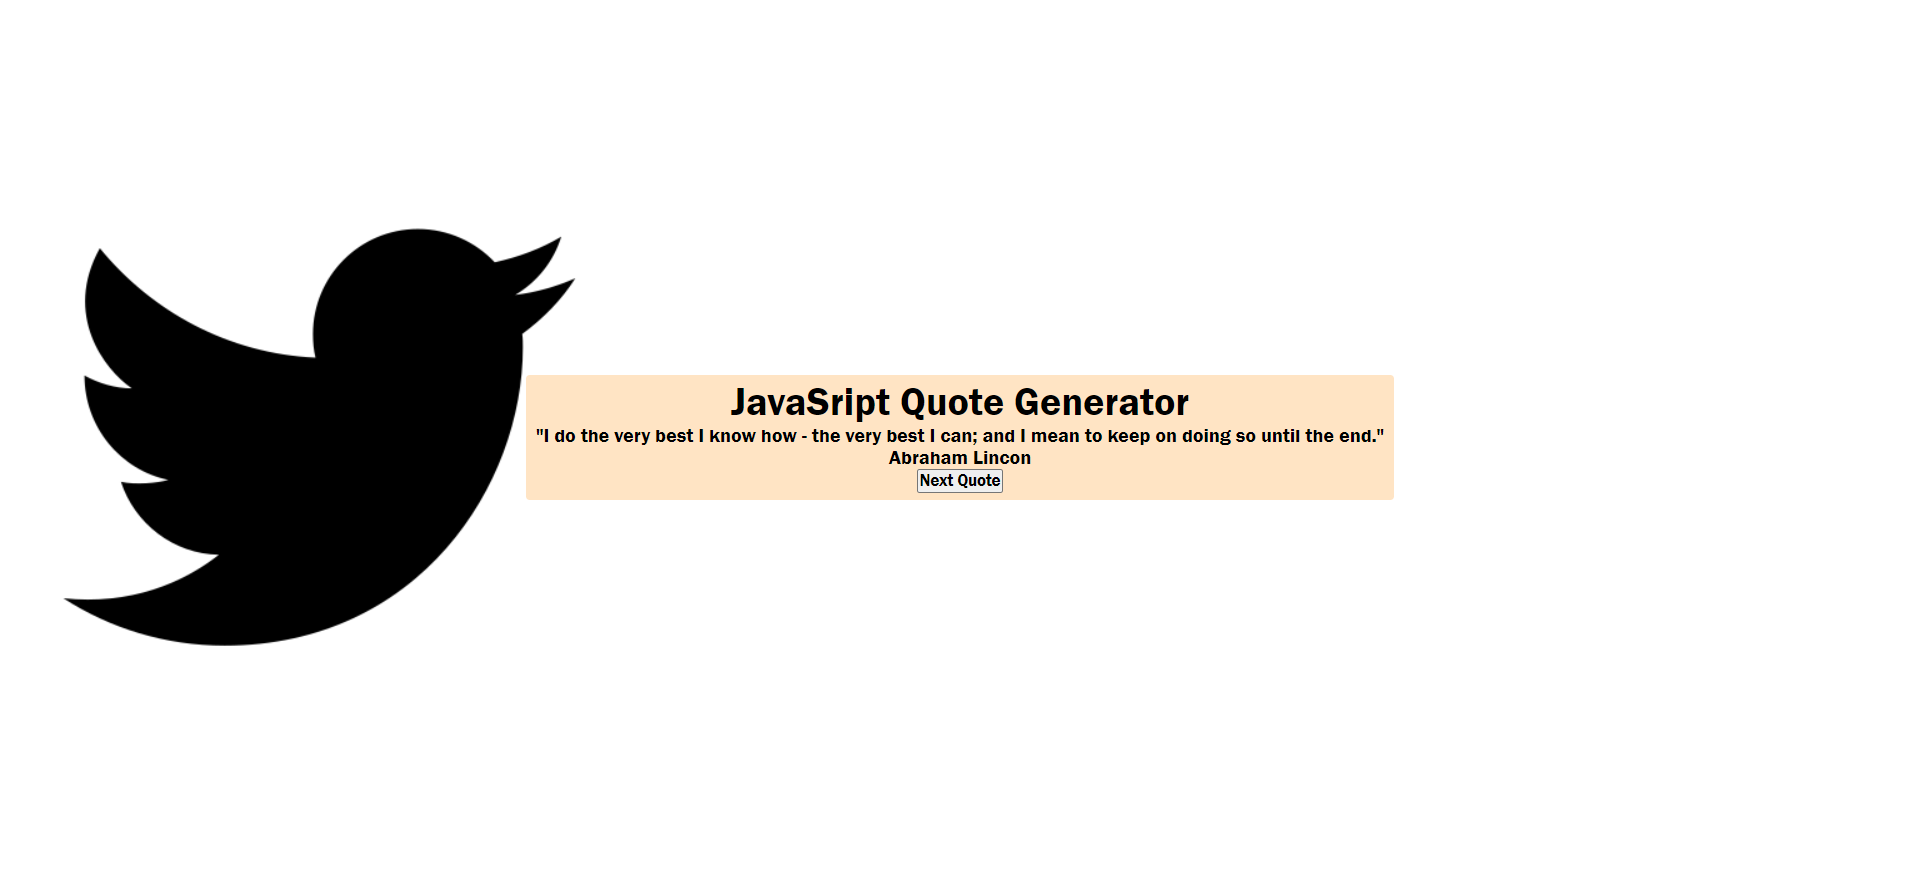 JavaSript Quote Generator
"I do the very best I know how - the very best I can; and I mean to keep on doing so until the end."
Abraham Lincon
Next Quote